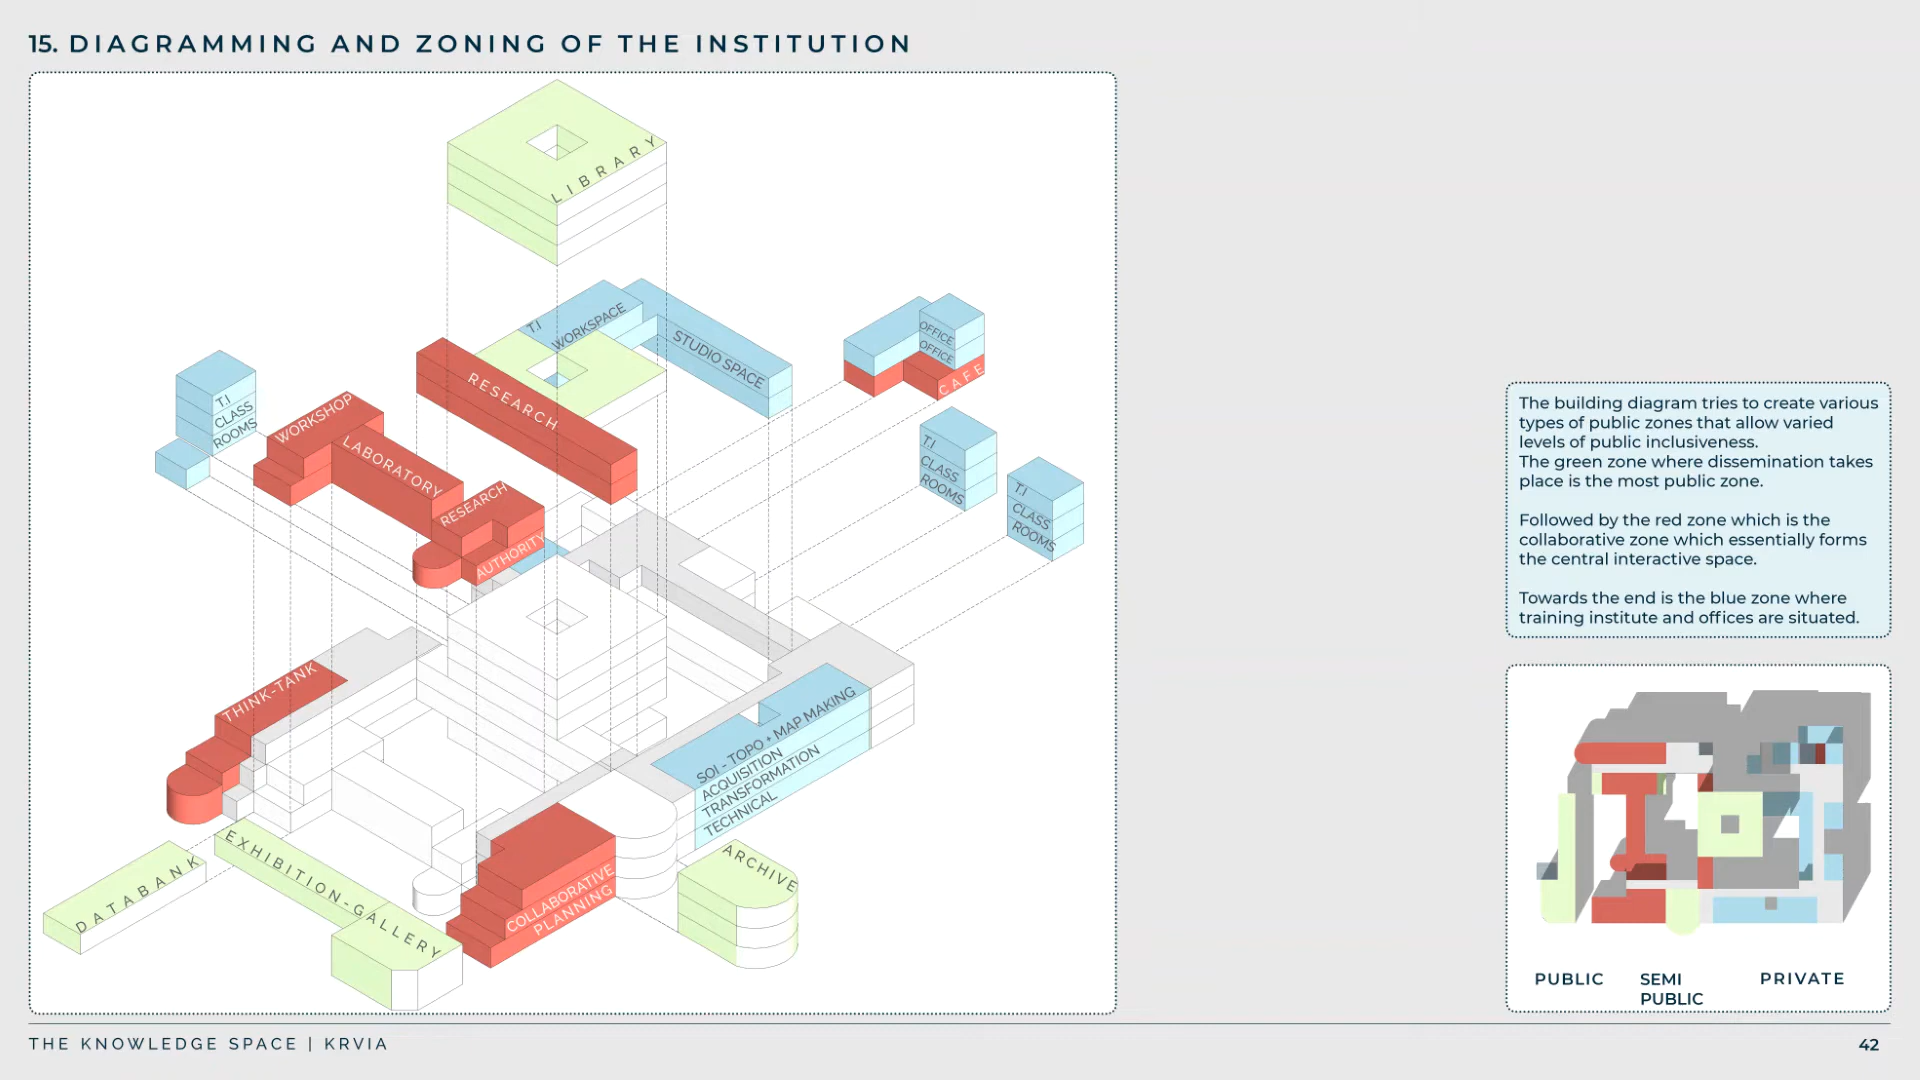 15. DIAGRAMMING AND ZONING OF THE INSTITUTION
LIBRARY
T.I
WORKSPACE
STUDIO SPACE
OFFICE
OFFICE
CAFE
RESEARCH
T.I
CLASS
ROOMS
WORKSHOP
LABORATORY
RESEARCH
AUTHORITY
T.I
CLASS
ROOMS
T.I
CLASS
ROOMS
THINK-TANK
SOI - TOPO + MAP MAKING
ACQUISITION
TRANSFORMATION
TECHNICAL
DATABANK
EXHIBITION-GALLERY
COLLABORATIVE
PLANNING
ARCHIVE
The building diagram tries to create various
types of public zones that allow varied
levels of public inclusiveness.
The green zone where dissemination takes
place is the most public zone.
Followed by the red zone which is the
collaborative zone which essentially forms
the central interactive space.
Towards the end is the blue zone where
training institute and offices are situated.
PUBLIC
SEMI
PUBLIC
PRIVATE
THE KNOWLEDGE SPACE | KRVIA
42